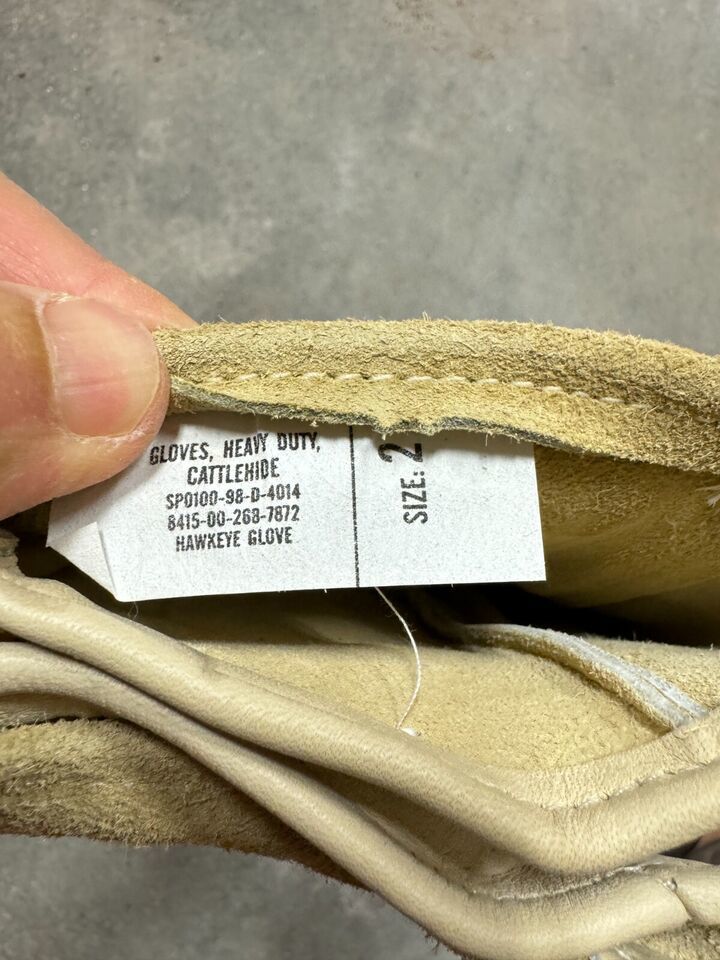 GLOVES, HEAVY DUTY,
CATTLEHIDE
SP0100-98-D-4014
8415-00-268-7872
HAWKEYE GLOVE
SIZE: 2